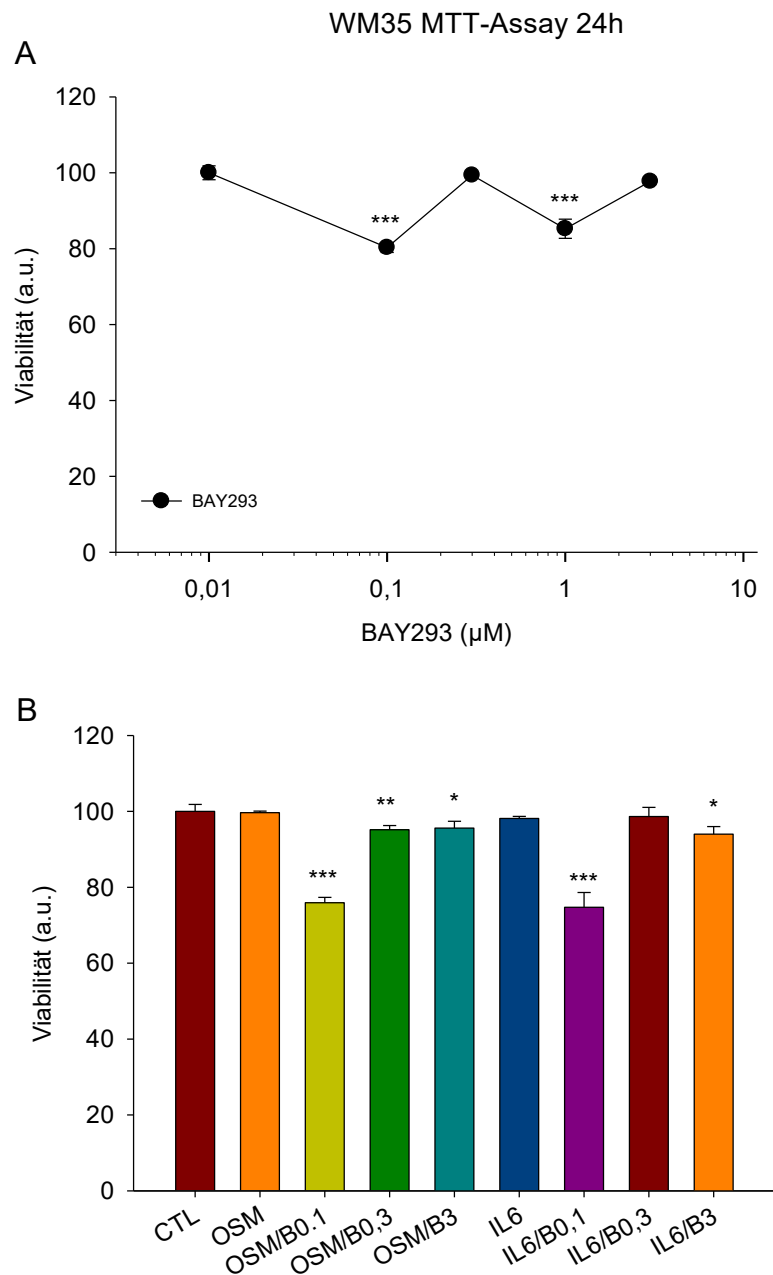 WM35 MTT-Assay 24h
A
120
100
80
60
40
20
0
Viabilität (a.u.)
***
***
BAY293
0,01 0,1 1 10
BAY293 (µM)
B
120
100
80
60
40
20
0
Viabilität (a.u.)
***
**
*
***
*
CTL
OSM
OSM/B0.1
OSM/B0,3
OSM/B3
IL6
IL6/B0,1
IL6/B0,3
IL6/B3